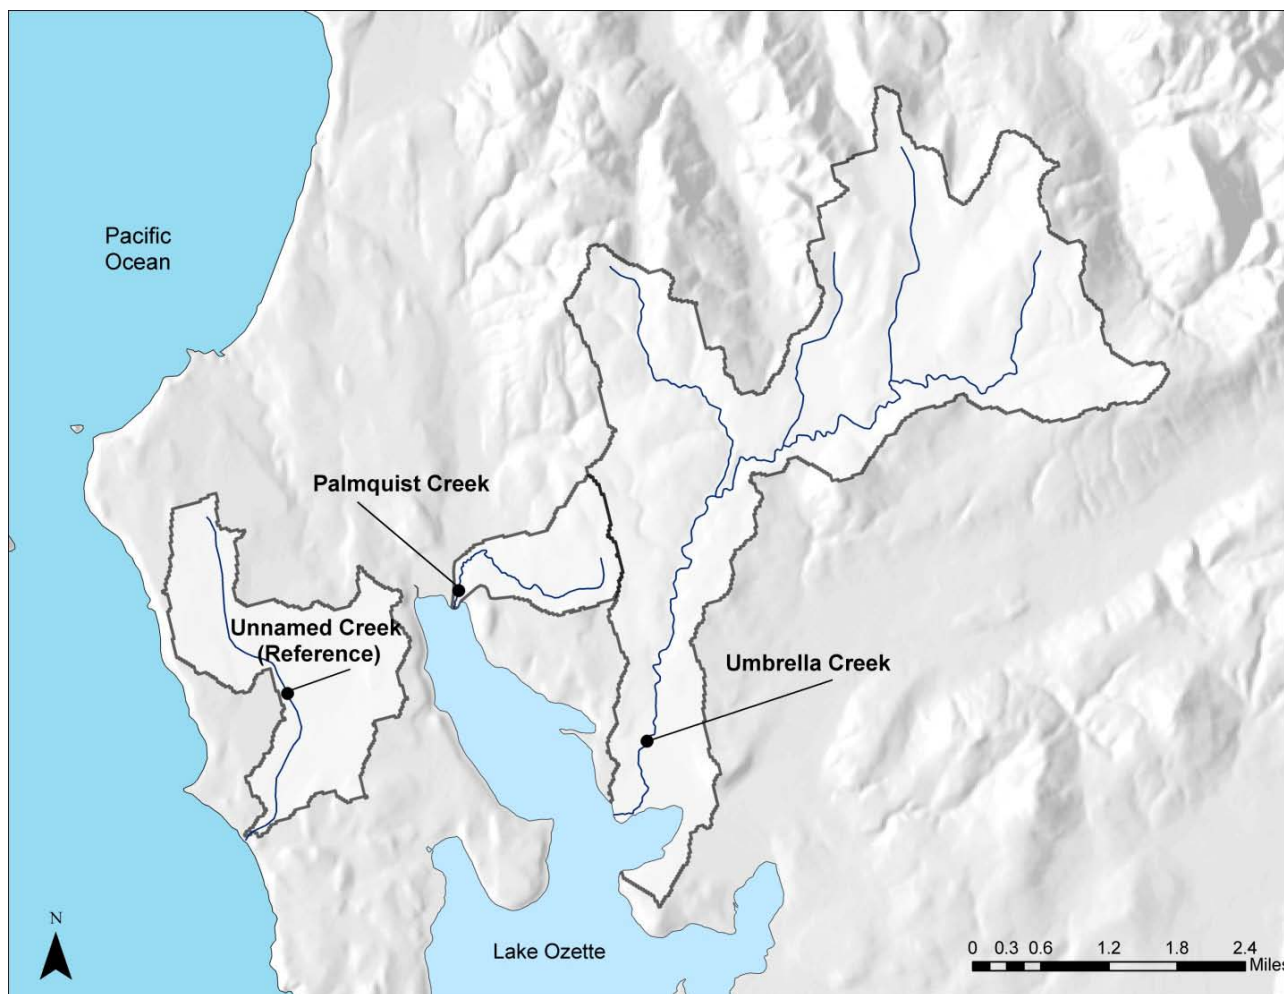 Pacific
Ocean
Palmquist Creek
Unnamed Creek
(Reference)
Umbrella Creek
Lake Ozette
N
0 0.3 0.6 1.2 1.8 2.4
Miles